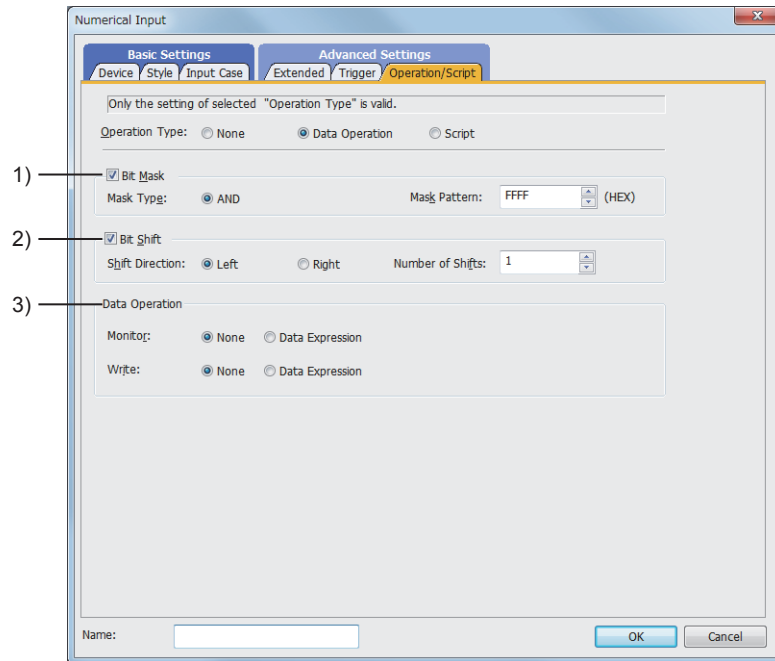 Numerical Input
Basic Settings Advanced Settings
Device Style Input Case Extended Trigger Operation/Script
Only the setting of selected "Operation Type" is valid.
Operation Type: None Data Operation Script
1) Bit Mask
Mask Type: AND Mask Pattern: FFFF (HEX)
2) Bit Shift
Shift Direction: Left Right Number of Shifts: 1
3) Data Operation
Monitor: None Data Expression
Write: None Data Expression
Name: OK Cancel